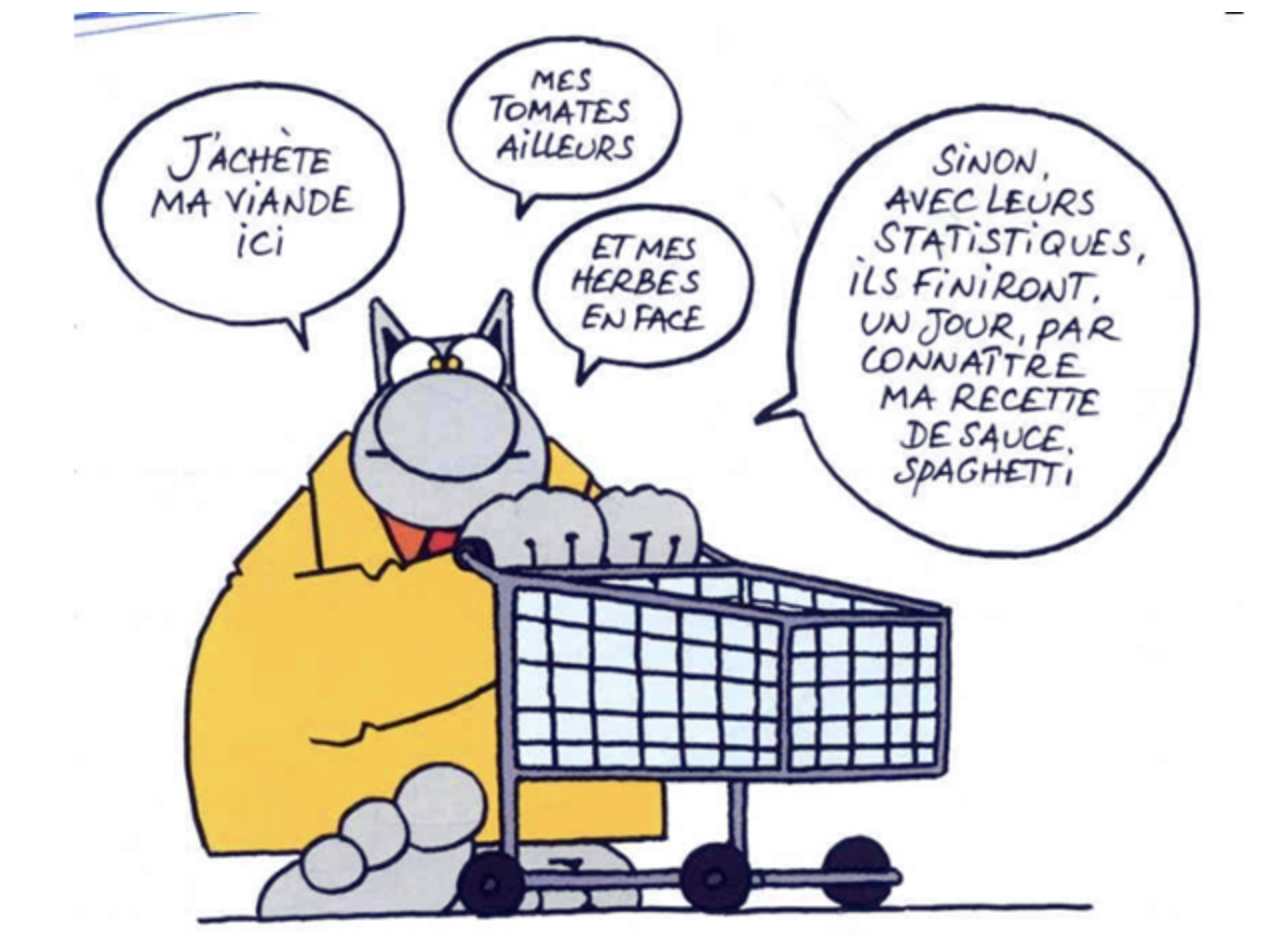 J'ACHÈTE
MA VIANDE
ICI
MES
TOMATES
AILLEURS
ET MES
HERBES
EN FACE
SINON,
AVEC LEURS
STATISTIQUES,
ILS FINIRONT,
UN JOUR, PAR
CONNAÎTRE
MA RECETTE
DE SAUCE.
SPAGHETTI